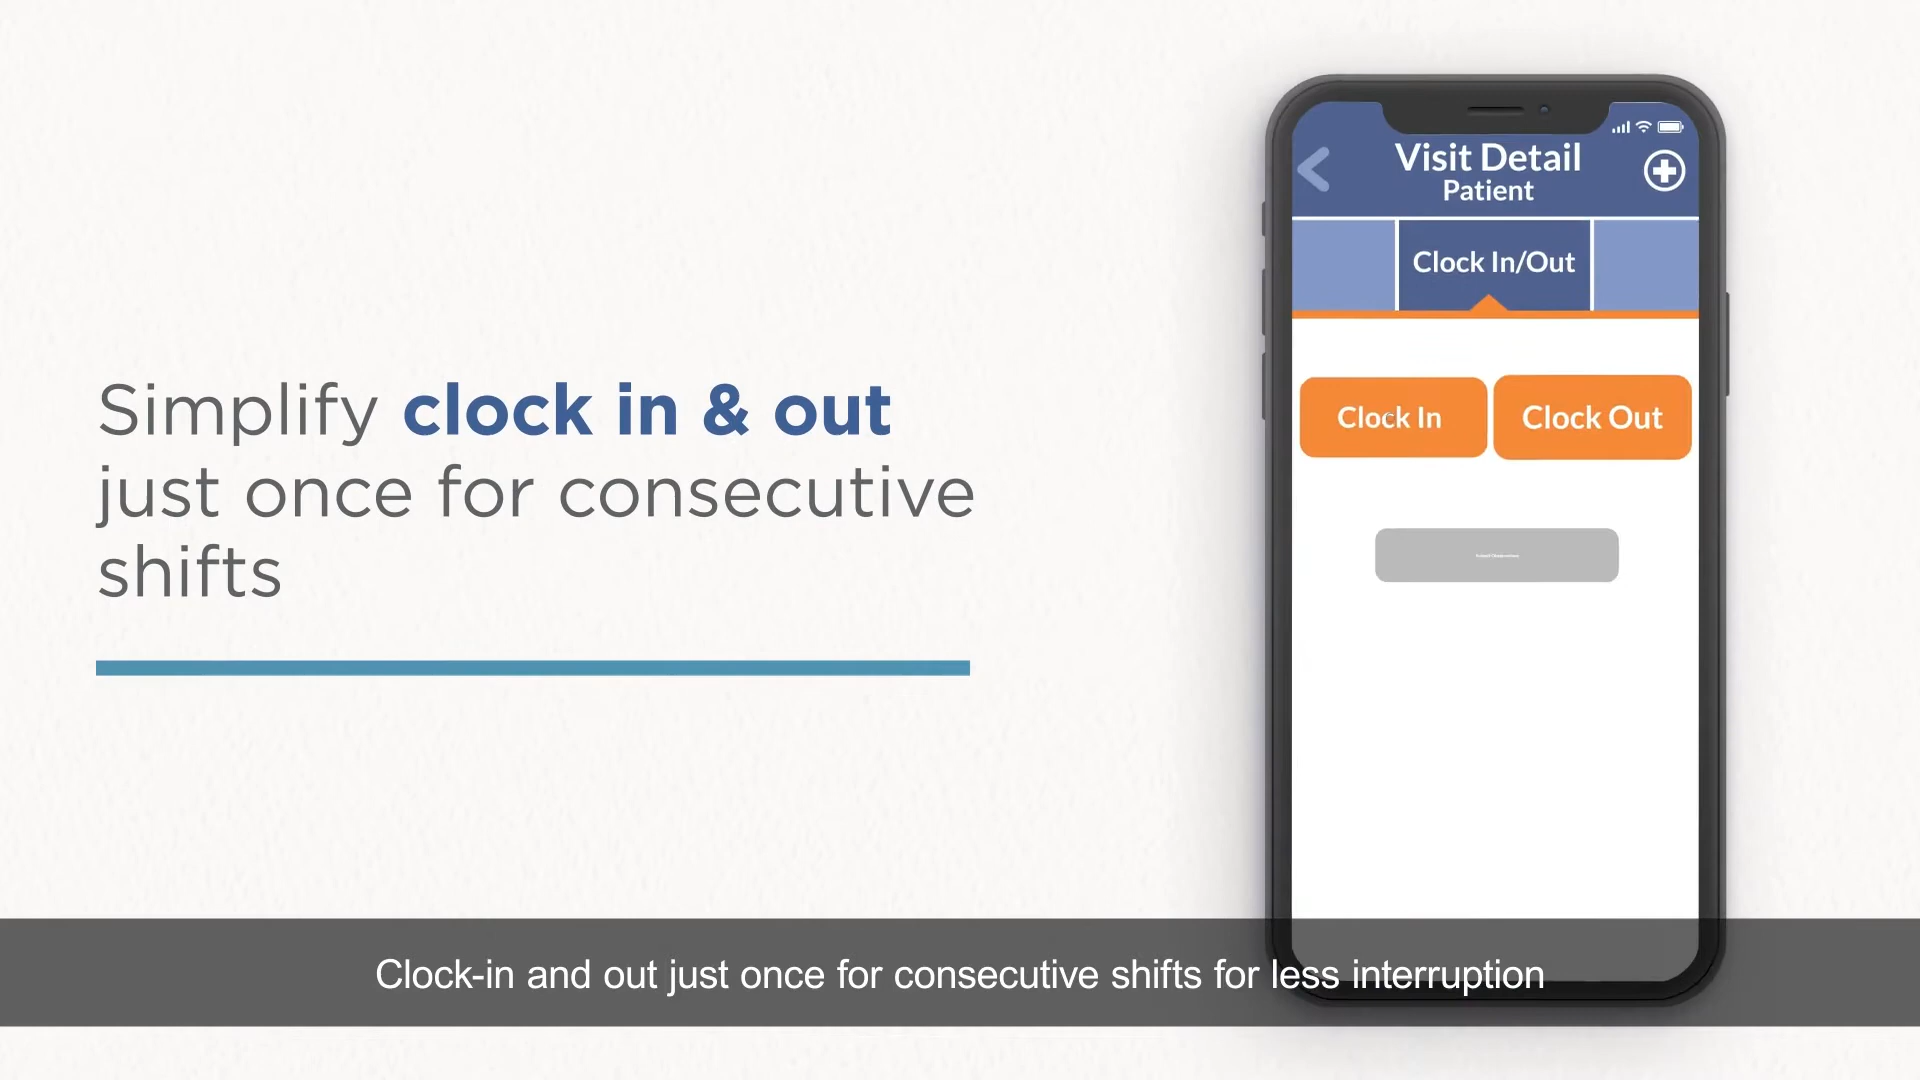 Simplify clock in & out
just once for consecutive
shifts
Visit Detail
Patient
Clock In/Out
Clock In
Clock Out
Clock-in and out just once for consecutive shifts for less interruption